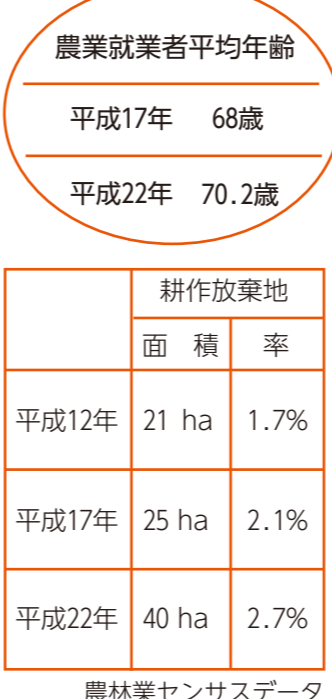 農業就業者平均年齢
平成17年 68歳
平成22年 70.2歳
耕作放棄地
面 積 率
平成12年 21 ha 1.7%
平成17年 25 ha 2.1%
平成22年 40 ha 2.7%
農林業センサスデータ